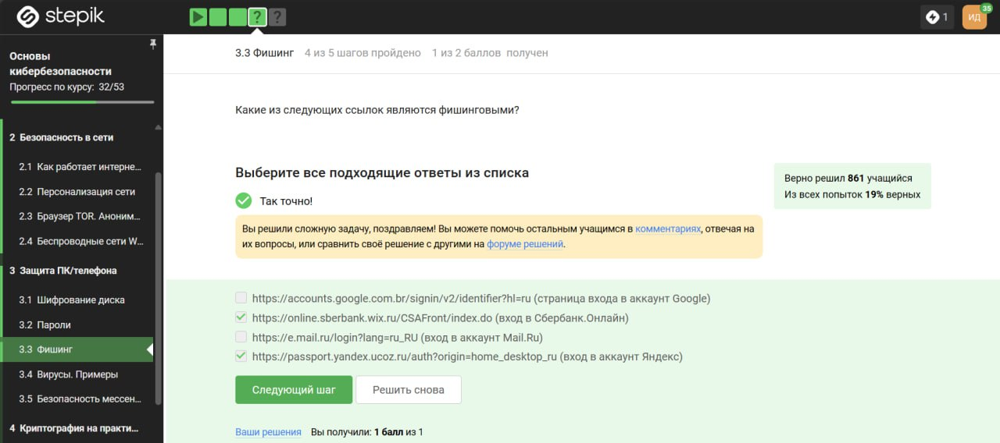 stepik
? ?
1
ИД
35
Основы
кибербезопасности
Прогресс по курсу: 32/53
2 Безопасность в сети
2.1 Как работает интерне...
2.2 Персонализация сети
2.3 Браузер TOR. Аноним...
2.4 Беспроводные сети W...
3 Защита ПК/телефона
3.1 Шифрование диска
3.2 Пароли
3.3 Фишинг
3.4 Вирусы. Примеры
3.5 Безопасность мессен...
4 Криптография на практи...
3.3 Фишинг 4 из 5 шагов пройдено 1 из 2 баллов получен
Какие из следующих ссылок являются фишинговыми?
Выберите все подходящие ответы из списка
Так точно!
Вы решили сложную задачу, поздравляем! Вы можете помочь остальным учащимся в комментариях, отвечая на
их вопросы, или сравнить своё решение с другими на форуме решений.
Верно решил 861 учащийся
Из всех попыток 19% верных
https://accounts.google.com.br/signin/v2/identifier?hl=ru (страница входа в аккаунт Google)
https://online.sberbank.wix.ru/CSAFront/index.do (вход в Сбербанк.Онлайн)
https://e.mail.ru/login?lang=ru_RU (вход в аккаунт Mail.Ru)
https://passport.yandex.ucoz.ru/auth?origin=home_desktop_ru (вход в аккаунт Яндекс)
Следующий шаг Решить снова
Ваши решения Вы получили: 1 балл из 1